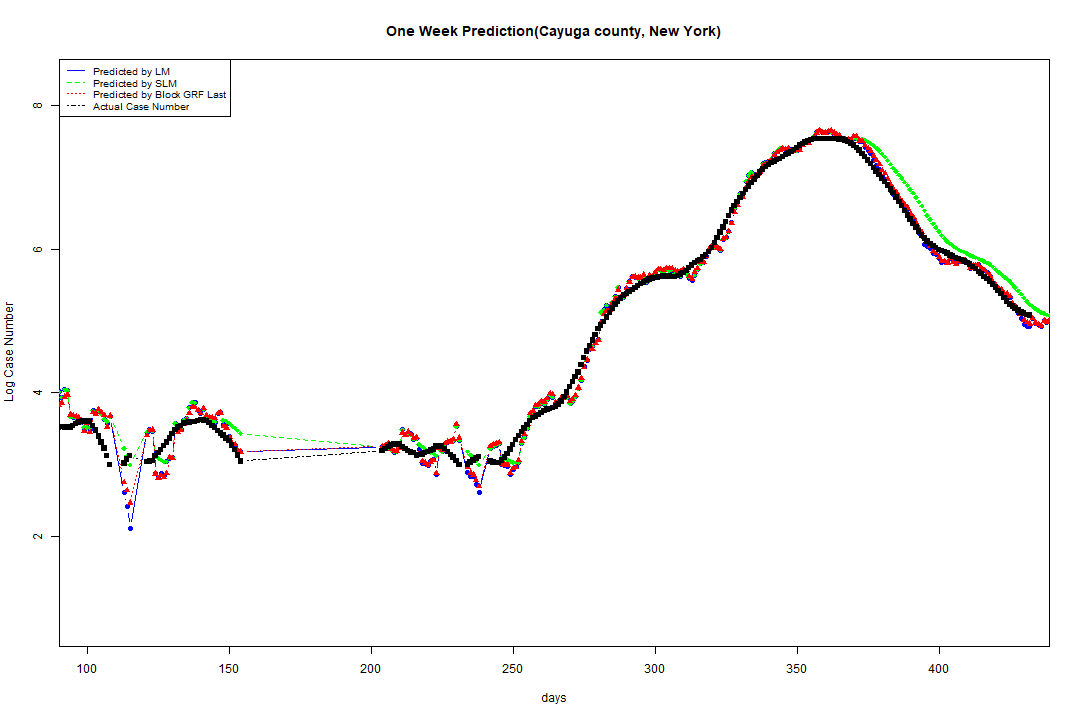 One Week Prediction(Cayuga county, New York)
Predicted by LM
Predicted by SLM
Predicted by Block GRF Last
Actual Case Number
8
6
4
2
Log Case Number
100 150 200 250 300 350 400
days